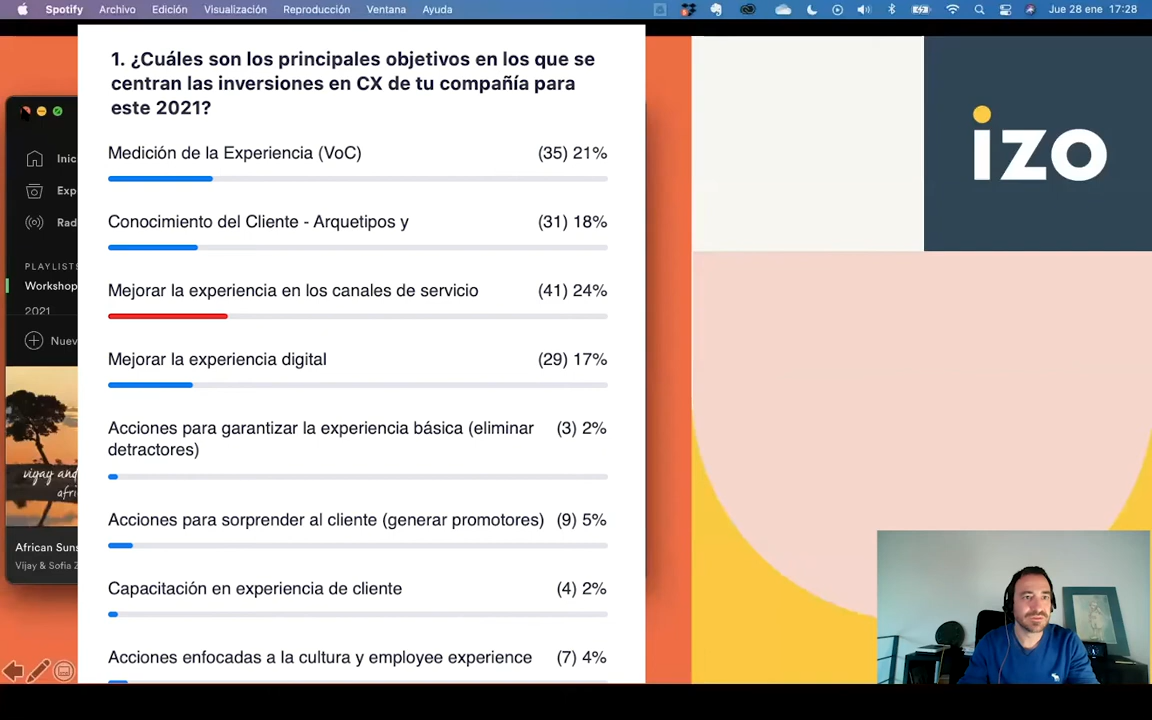 Spotify Archivo Edición Visualización Reproducción Ventana Ayuda
Jue 28 ene 17:28
1. ¿Cuáles son los principales objetivos en los que se
centran las inversiones en CX de tu compañía para
este 2021?
Medición de la Experiencia (VoC) (35) 21%
Conocimiento del Cliente - Arquetipos y (31) 18%
Mejorar la experiencia en los canales de servicio (41) 24%
Mejorar la experiencia digital (29) 17%
Acciones para garantizar la experiencia básica (eliminar (3) 2%
detractores)
Acciones para sorprender al cliente (generar promotores) (9) 5%
Capacitación en experiencia de cliente (4) 2%
Acciones enfocadas a la cultura y employee experience (7) 4%
Inic
Exp
Rad
PLAYLISTS
Workshop
2021
Nuev
vijay and
afri
African Suns
Vijay & Sofia Z
izo